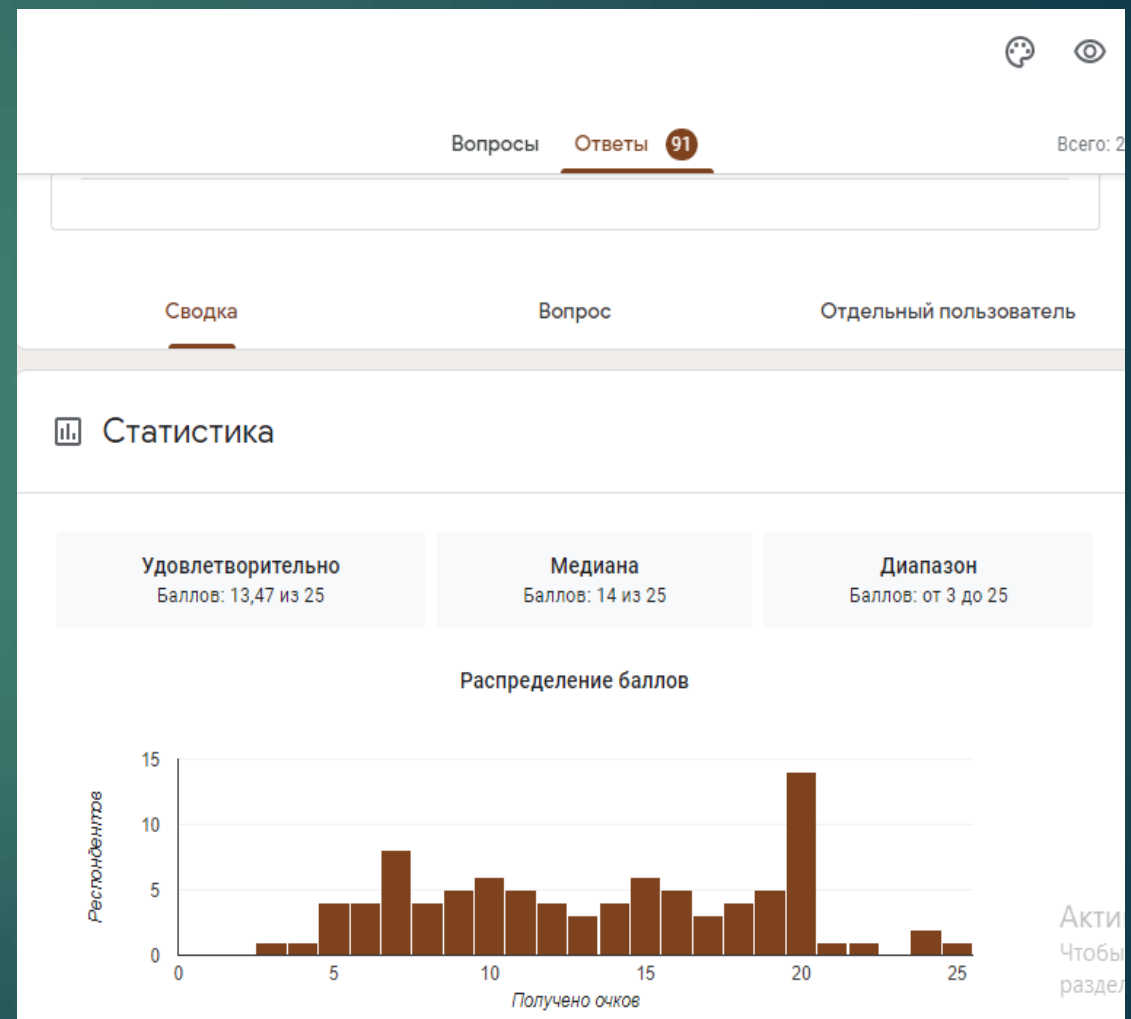 Вопросы Ответы 91 Всего: 2
Сводка Вопрос Отдельный пользователь
Статистика
Удовлетворительно Медиана Диапазон
Баллов: 13,47 из 25 Баллов: 14 из 25 Баллов: от 3 до 25
Распределение баллов
15
10
5
0
Респондентов
0 5 10 15 20 25
Получено очков
Акти
Чтобы
раздел